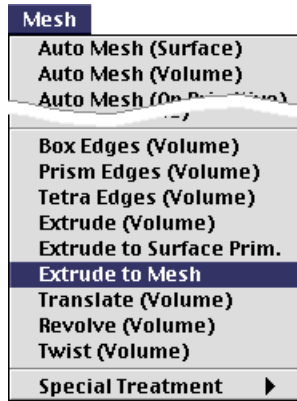 Mesh
Auto Mesh (Surface)
Auto Mesh (Volume)
Auto Mesh
Box Edges (Volume)
Prism Edges (Volume)
Tetra Edges (Volume)
Extrude (Volume)
Extrude to Surface Prim.
Extrude to Mesh
Translate (Volume)
Revolve (Volume)
Twist (Volume)
Special Treatment